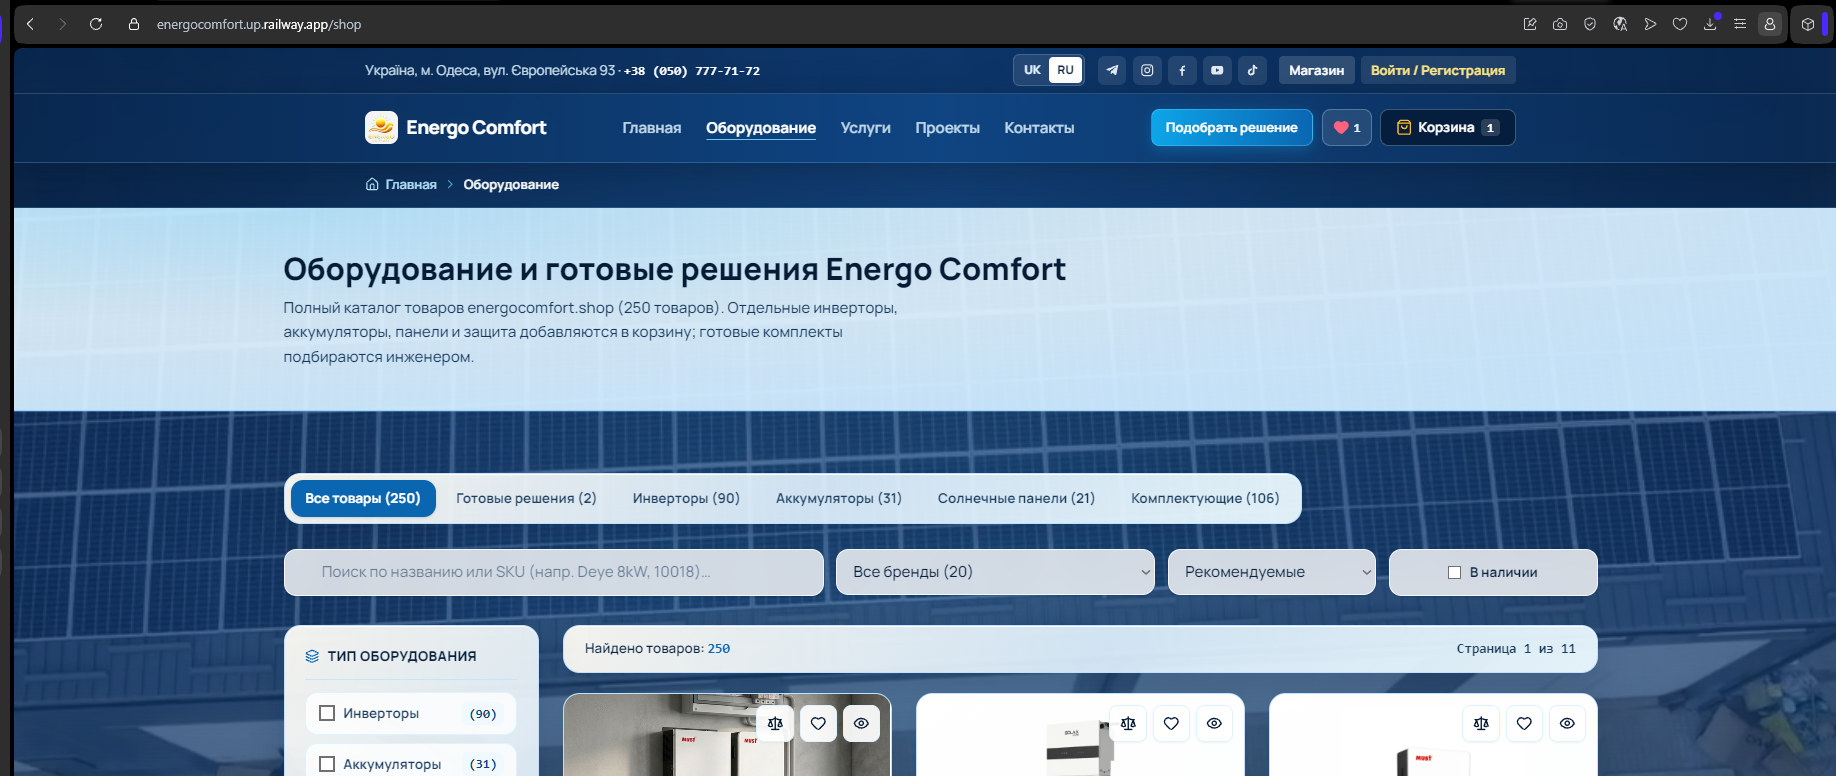 energocomfort.up.railway.app/shop
Україна, м. Одеса, вул. Європейська 93 · +38 (050) 777-71-72
UK RU
Магазин
Войти / Регистрация
Energo Comfort
Главная Оборудование Услуги Проекты Контакты
Подобрать решение
1
Корзина 1
Главная > Оборудование
Оборудование и готовые решения Energo Comfort
Полный каталог товаров energocomfort.shop (250 товаров). Отдельные инверторы,
аккумуляторы, панели и защита добавляются в корзину; готовые комплекты
подбираются инженером.
Все товары (250) Готовые решения (2) Инверторы (90) Аккумуляторы (31) Солнечные панели (21) Комплектующие (106)
Поиск по названию или SKU (напр. Deye 8kW, 10018)...
Все бренды (20)
Рекомендуемые
В наличии
ТИП ОБОРУДОВАНИЯ
Найдено товаров: 250
Страница 1 из 11
Инверторы (90)
Аккумуляторы (31)
MUST
MUST
SOLAX
MUST